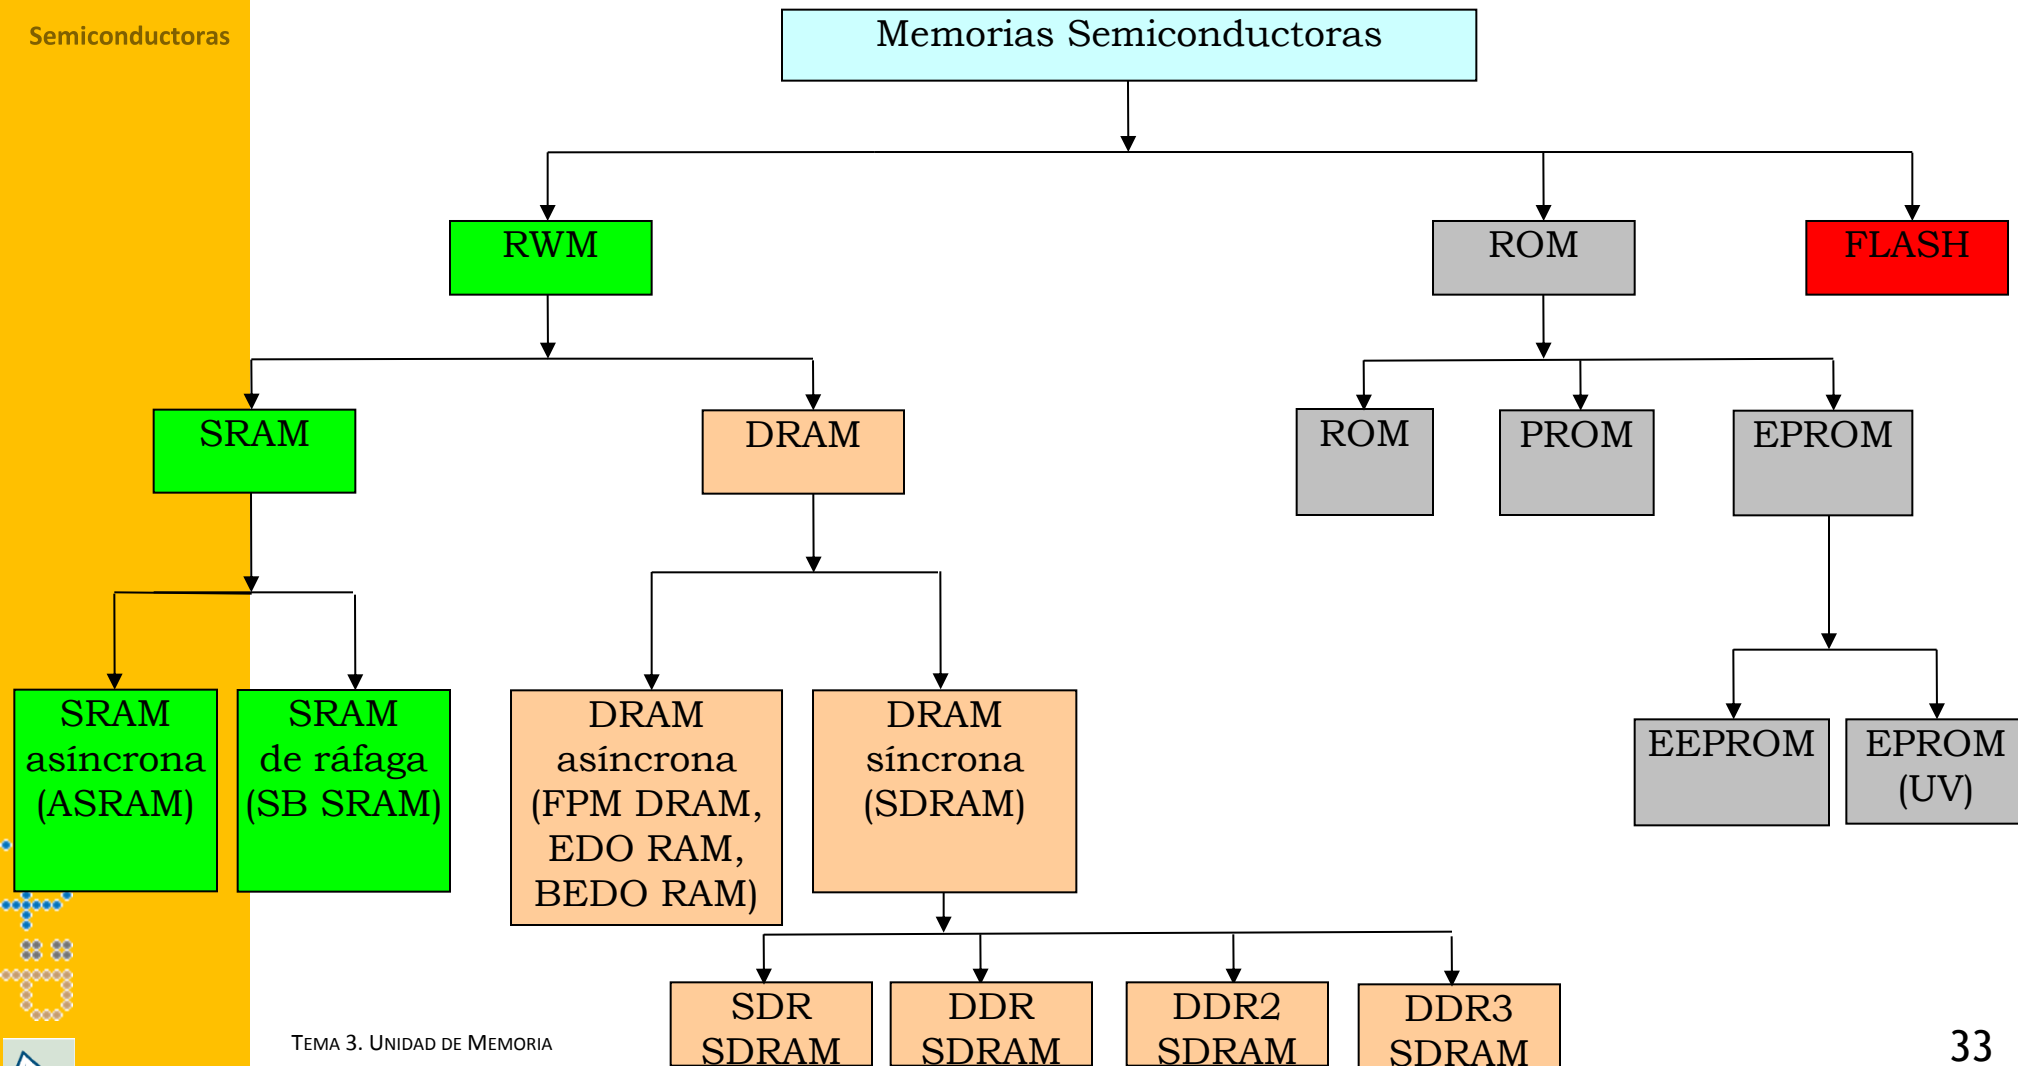 Semiconductoras
Memorias Semiconductoras
RWM
ROM
FLASH
SRAM
DRAM
ROM
PROM
EPROM
SRAM
asíncrona
(ASRAM)
SRAM
de ráfaga
(SB SRAM)
DRAM
asíncrona
(FPM DRAM,
EDO RAM,
BEDO RAM)
DRAM
síncrona
(SDRAM)
EEPROM
EPROM
(UV)
SDR
SDRAM
DDR
SDRAM
DDR2
SDRAM
DDR3
SDRAM
TEMA 3. UNIDAD DE MEMORIA
33